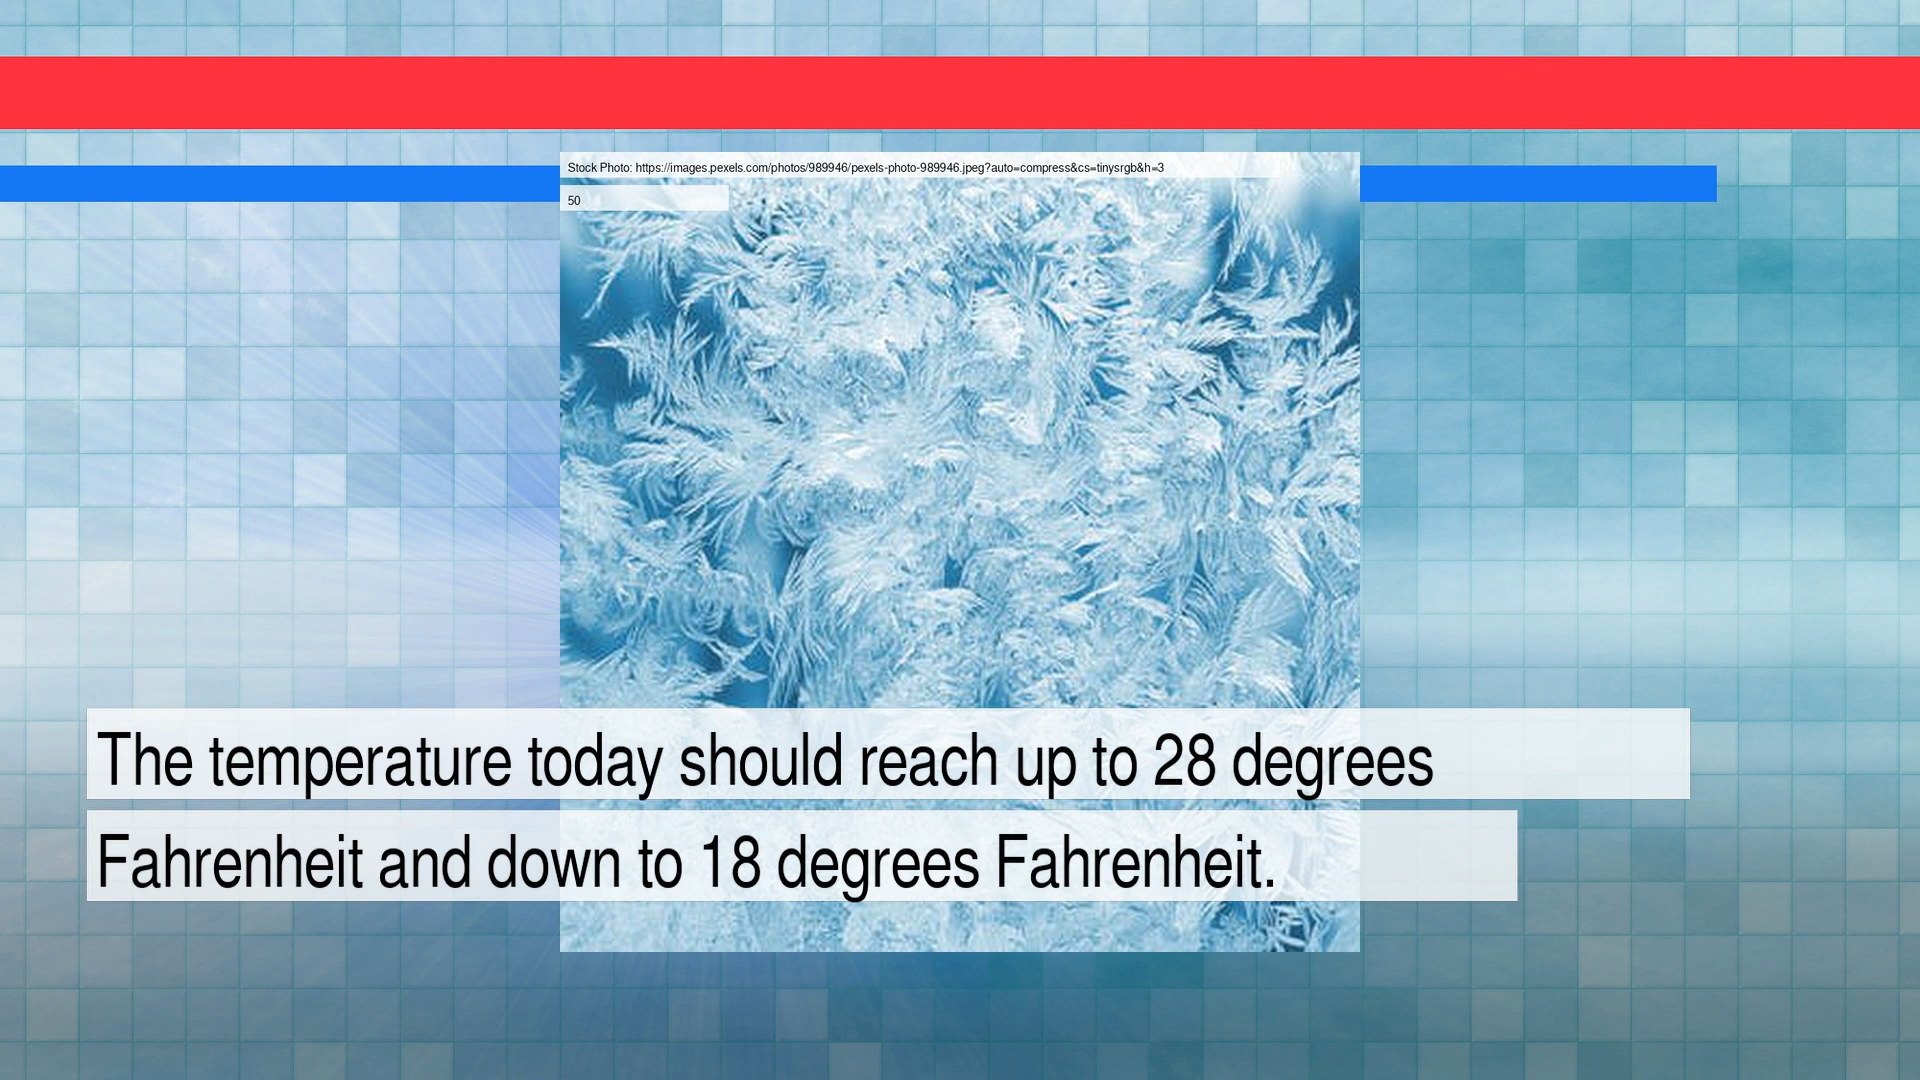 Stock Photo: https://images.pexels.com/photos/989946/pexels-photo-989946.jpeg?auto=compress&cs=tinysrgb&h=3
50
The temperature today should reach up to 28 degrees
Fahrenheit and down to 18 degrees Fahrenheit.